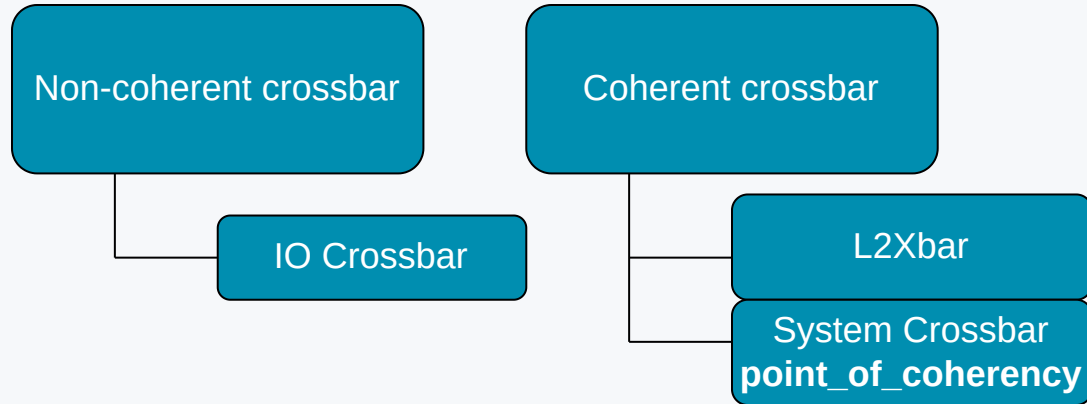 Non-coherent crossbar
IO Crossbar
Coherent crossbar
L2Xbar
System Crossbar
point_of_coherency